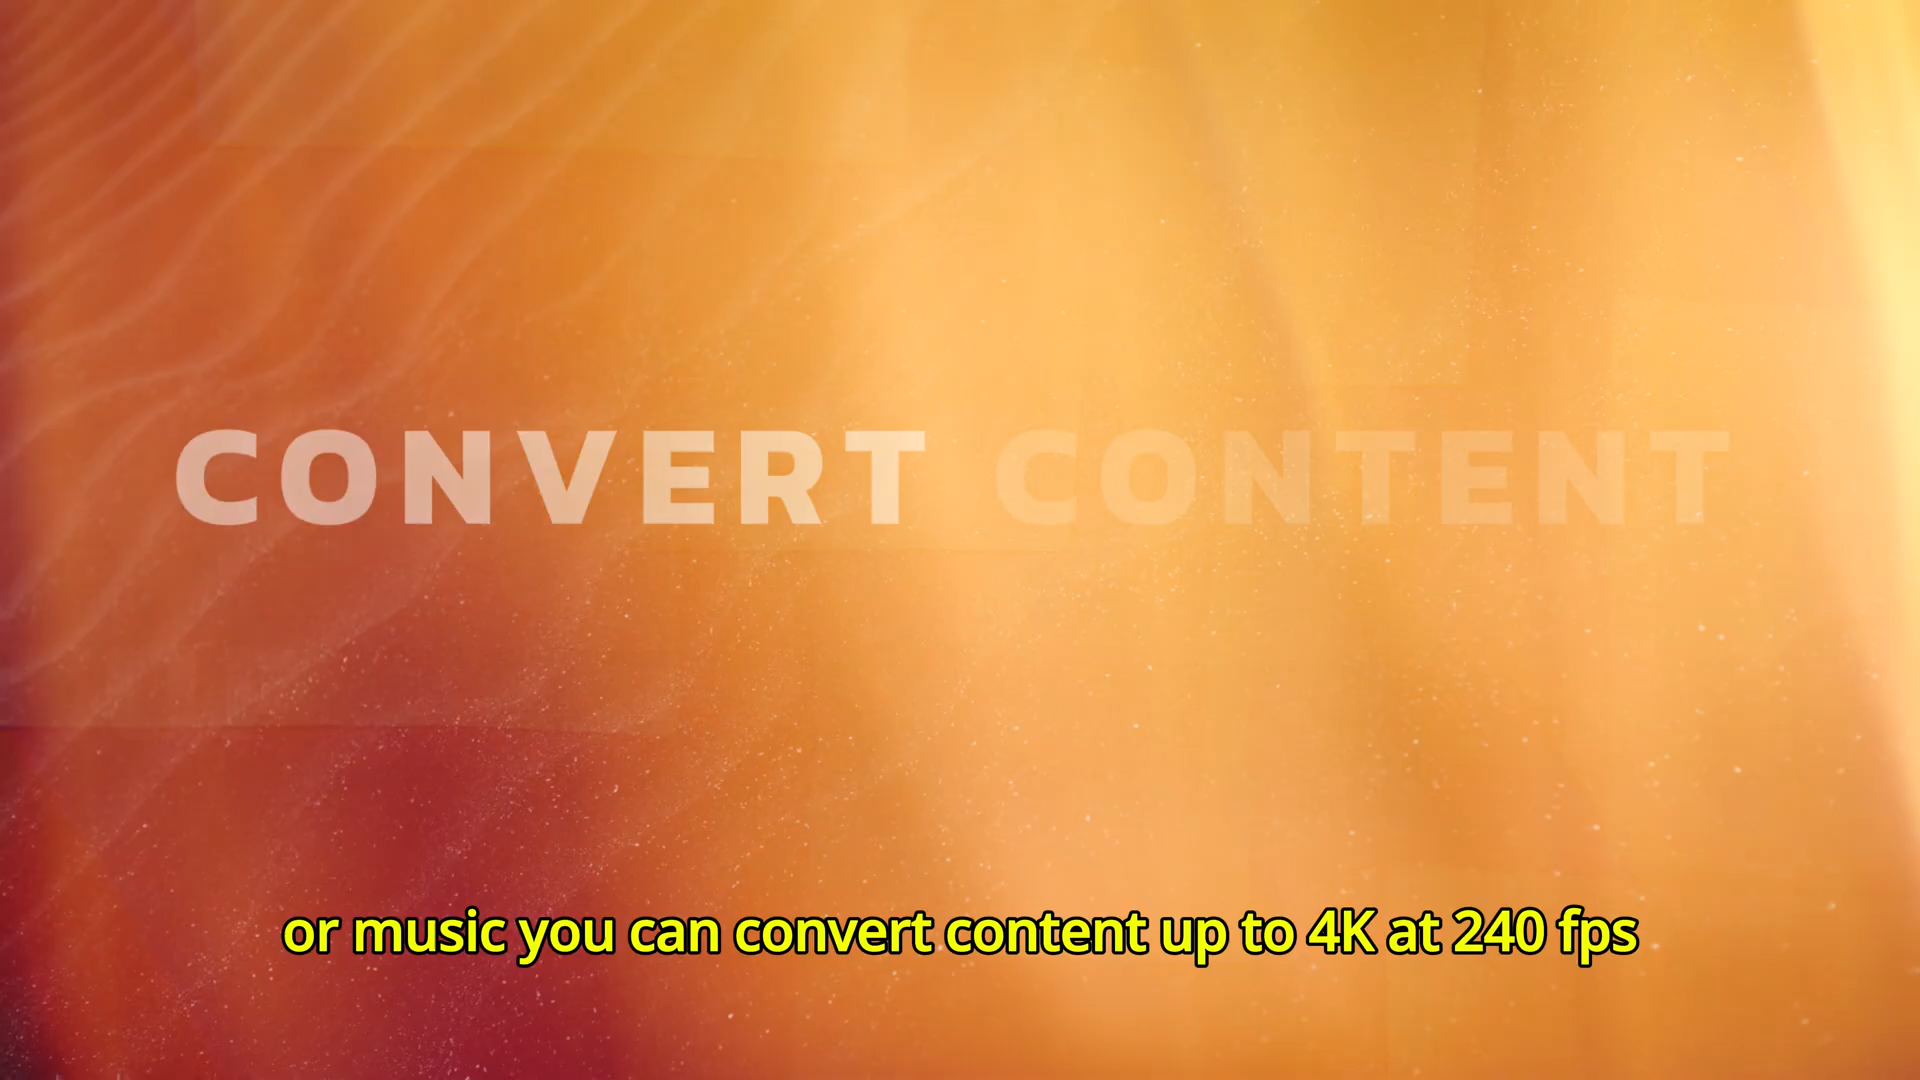 CONVERT CONTENT
or music you can convert content up to 4K at 240 fps